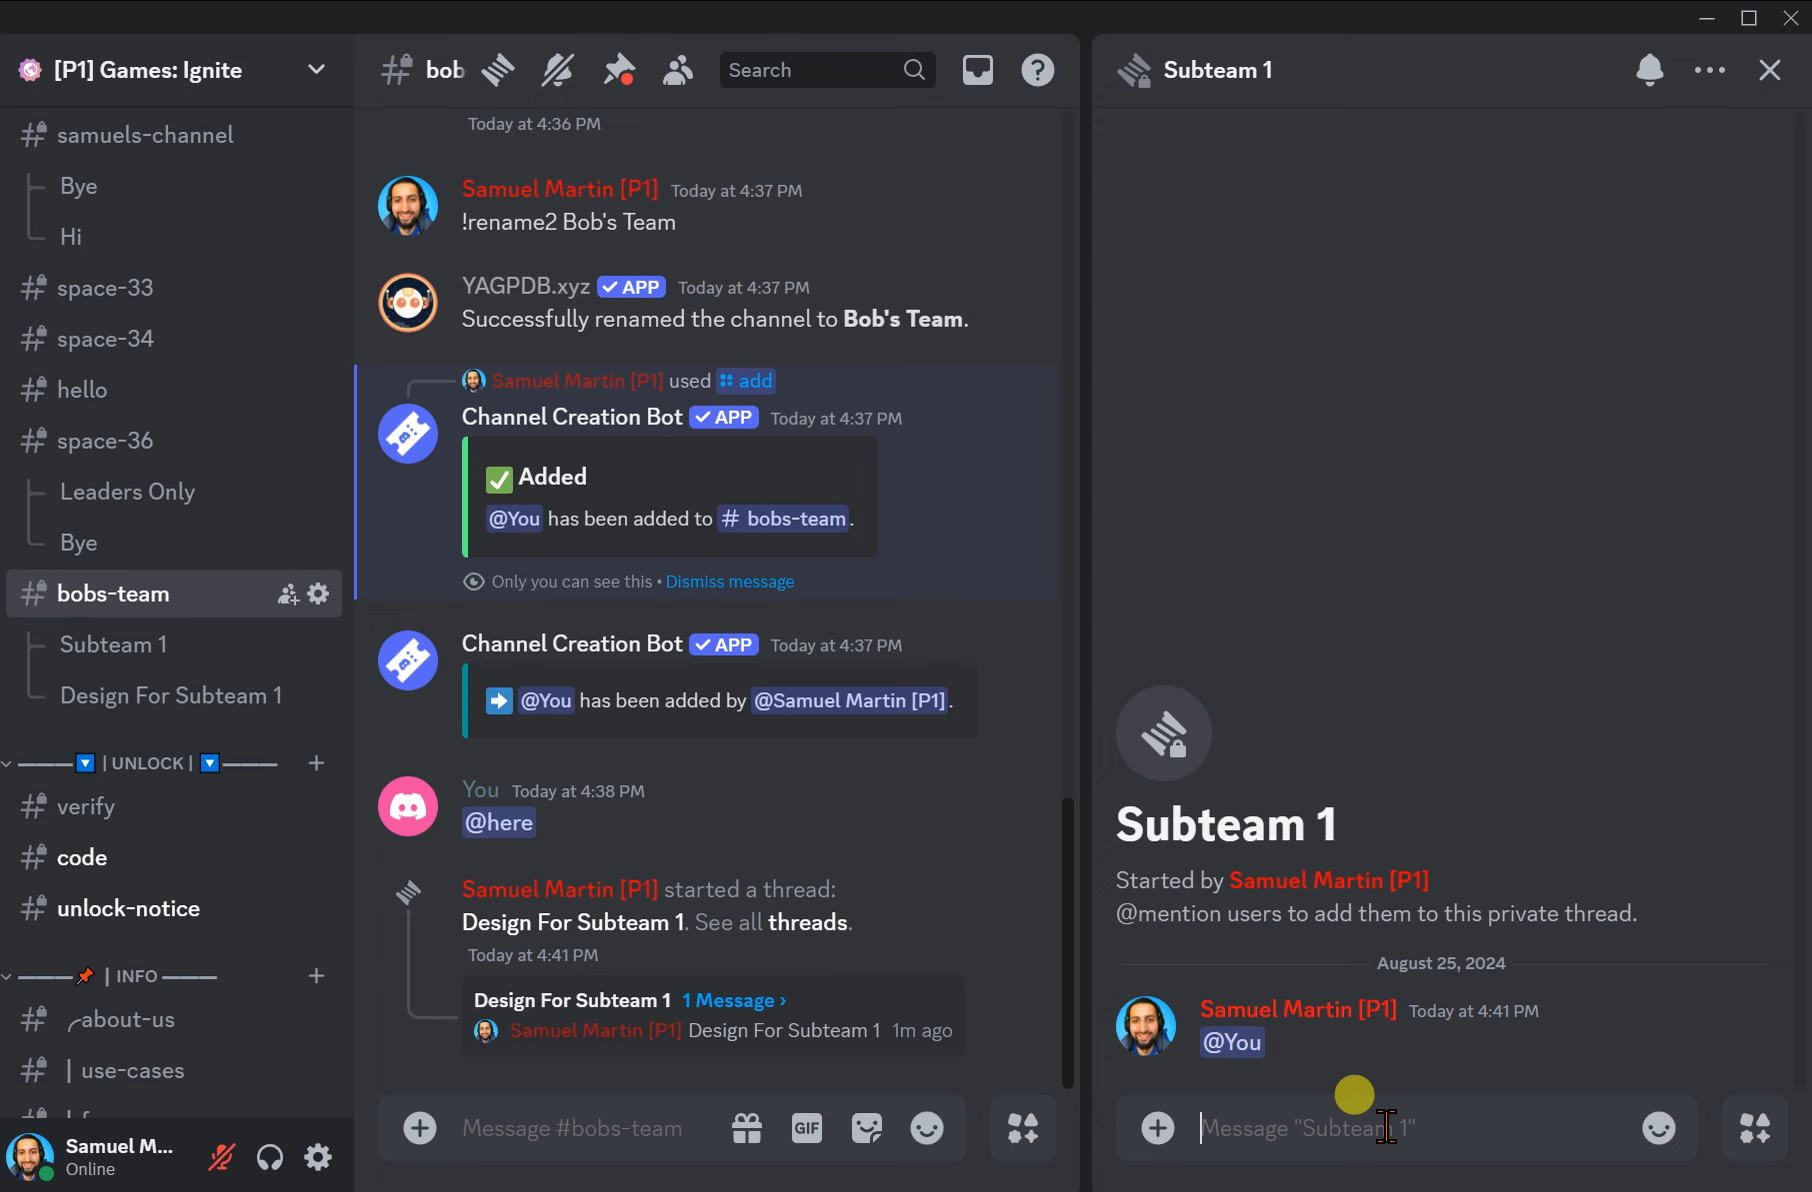 [P1] Games: Ignite
samuels-channel
Bye
Hi
space-33
space-34
hello
space-36
Leaders Only
Bye
bobs-team
Subteam 1
Design For Subteam 1
| UNLOCK |
verify
code
unlock-notice
| INFO
╭about-us
| use-cases
Samuel M...
Online
bob
Search
Today at 4:36 PM
Samuel Martin [P1] Today at 4:37 PM
!rename2 Bob's Team
YAGPDB.xyz ✓ APP Today at 4:37 PM
Successfully renamed the channel to Bob's Team.
Samuel Martin [P1] used add
Channel Creation Bot ✓ APP Today at 4:37 PM
✅ Added
@You has been added to # bobs-team.
Only you can see this • Dismiss message
Channel Creation Bot ✓ APP Today at 4:37 PM
➡ @You has been added by @Samuel Martin [P1].
You Today at 4:38 PM
@here
Samuel Martin [P1] started a thread:
Design For Subteam 1. See all threads.
Today at 4:41 PM
Design For Subteam 1 1 Message ›
Samuel Martin [P1] Design For Subteam 1 1m ago
Message #bobs-team
GIF
Subteam 1
Subteam 1
Started by Samuel Martin [P1]
@mention users to add them to this private thread.
August 25, 2024
Samuel Martin [P1] Today at 4:41 PM
@You
Message "Subteam 1"